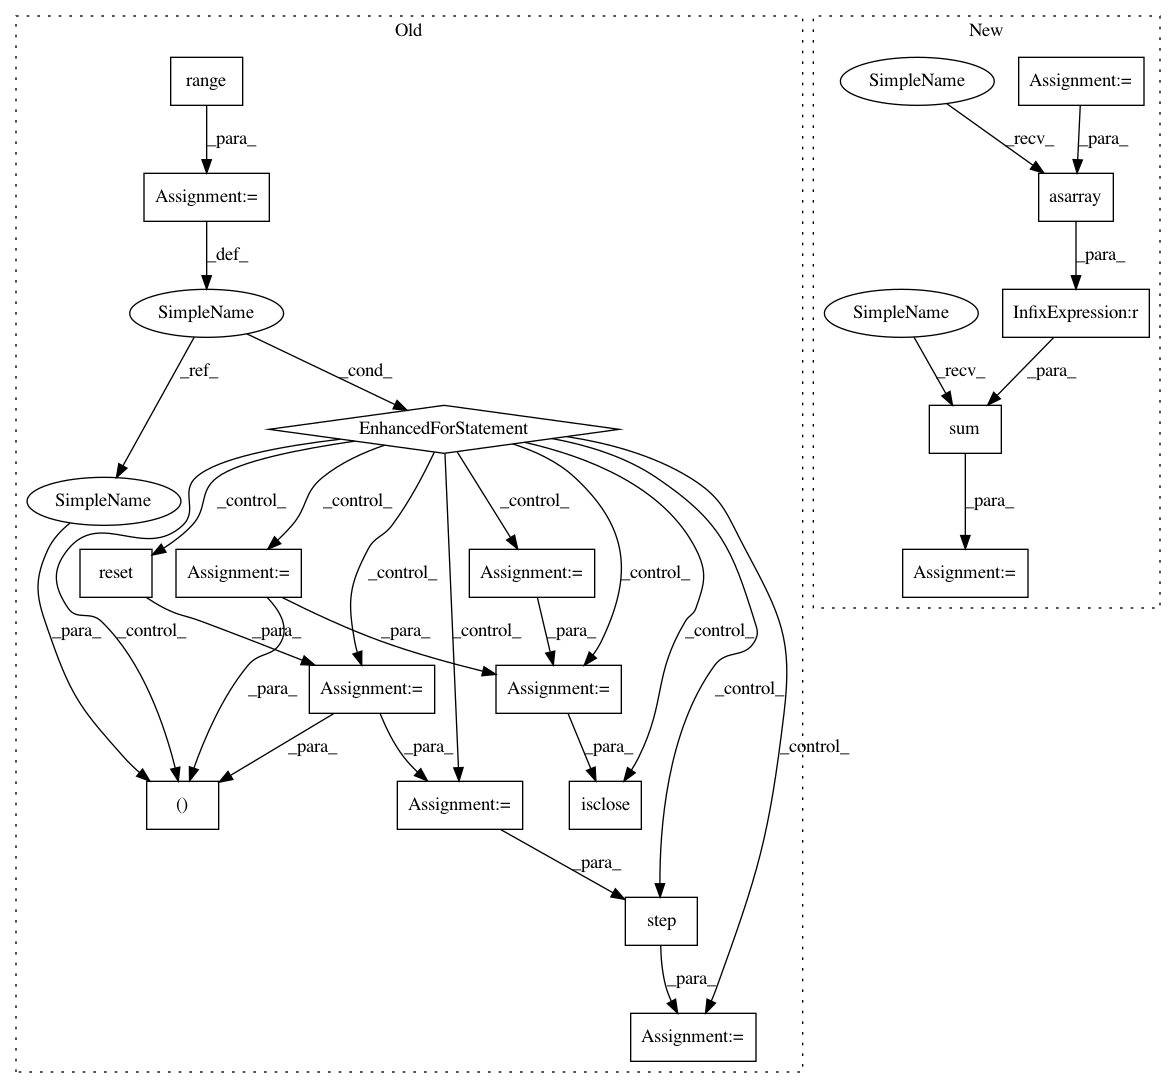 Old
New
range
SimpleName
Assignment:=
_para_
_recv_
_para_
Assignment:=
asarray
_def_
_para_
SimpleName
SimpleName
InfixExpression:r
_ref_
_cond_
_recv_
_para_
EnhancedForStatement
sum
SimpleName
_control_
_control_
_control_
_para_
reset
Assignment:=
_control_
Assignment:=
_control_
Assignment:=
_para_
_control_
_para_
_control_
_para_
_para_
_control_
_para_
Assignment:=
Assignment:=
_control_
_para_
_para_
_para_
_control_
()
Assignment:=
isclose
_para_
step
_para_
Assignment:=